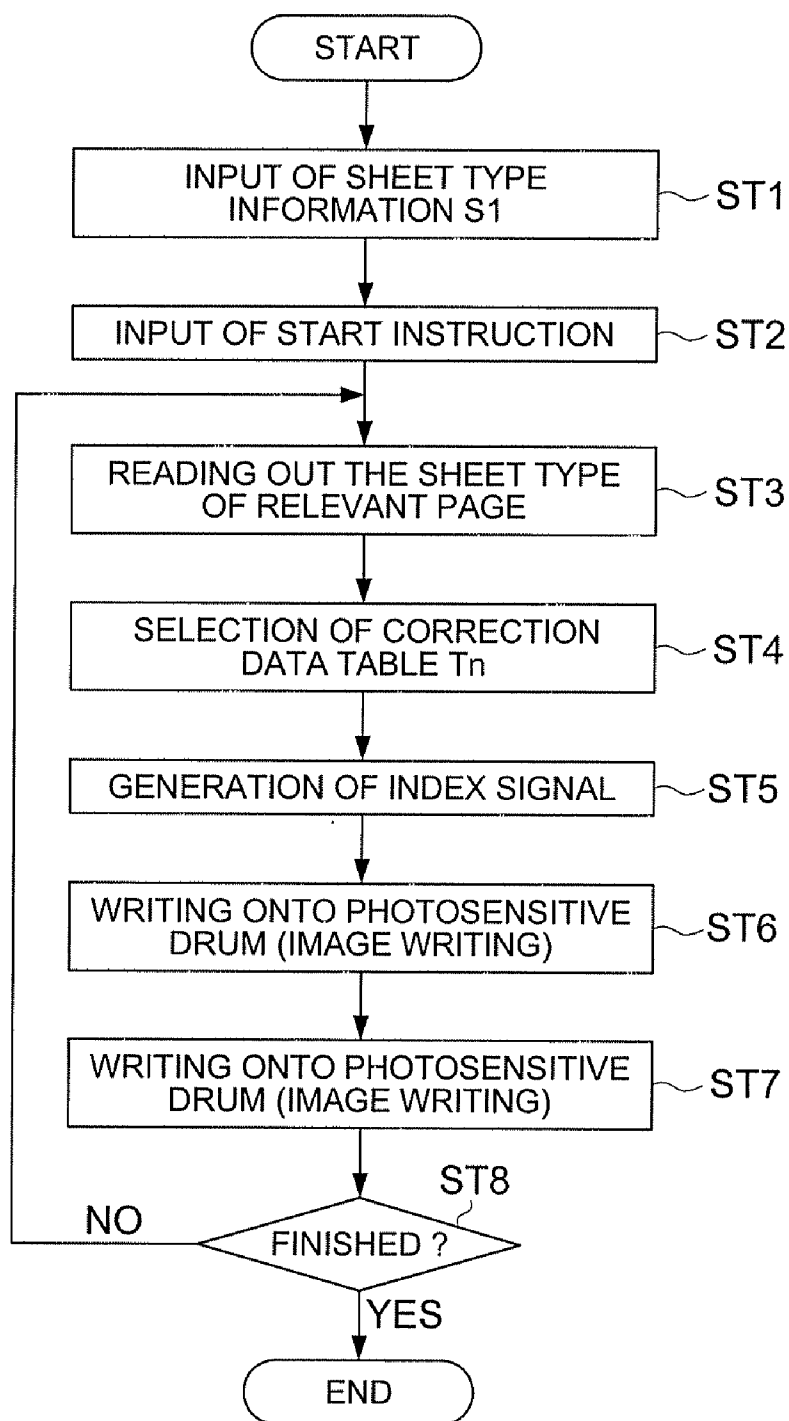 START
INPUT OF SHEET TYPE
INFORMATION S1
ST1
INPUT OF START INSTRUCTION
ST2
READING OUT THE SHEET TYPE
OF RELEVANT PAGE
ST3
SELECTION OF CORRECTION
DATA TABLE Tn
ST4
GENERATION OF INDEX SIGNAL
ST5
WRITING ONTO PHOTOSENSITIVE
DRUM (IMAGE WRITING)
ST6
WRITING ONTO PHOTOSENSITIVE
DRUM (IMAGE WRITING)
ST7
ST8
NO
FINISHED ?
YES
END